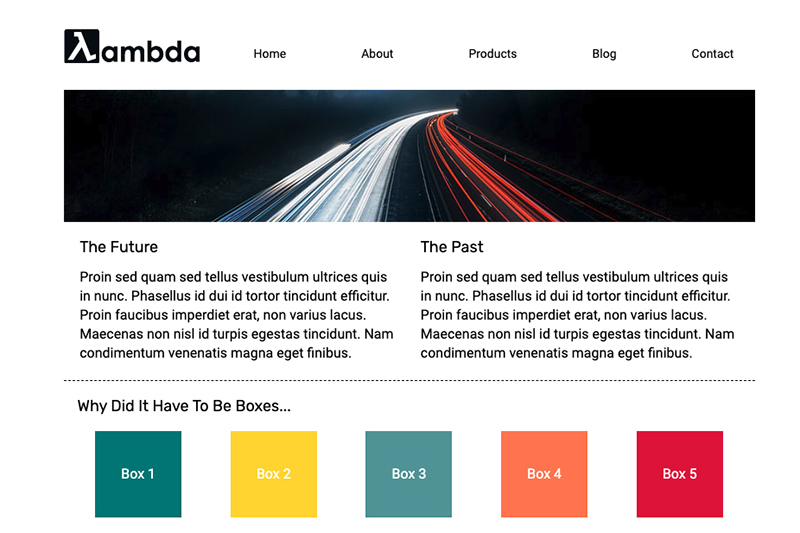 λambda
Home
About
Products
Blog
Contact
The Future
Proin sed quam sed tellus vestibulum ultrices quis
in nunc. Phasellus id dui id tortor tincidunt efficitur.
Proin faucibus imperdiet erat, non varius lacus.
Maecenas non nisl id turpis egestas tincidunt. Nam
condimentum venenatis magna eget finibus.
The Past
Proin sed quam sed tellus vestibulum ultrices quis
in nunc. Phasellus id dui id tortor tincidunt efficitur.
Proin faucibus imperdiet erat, non varius lacus.
Maecenas non nisl id turpis egestas tincidunt. Nam
condimentum venenatis magna eget finibus.
Why Did It Have To Be Boxes...
Box 1
Box 2
Box 3
Box 4
Box 5